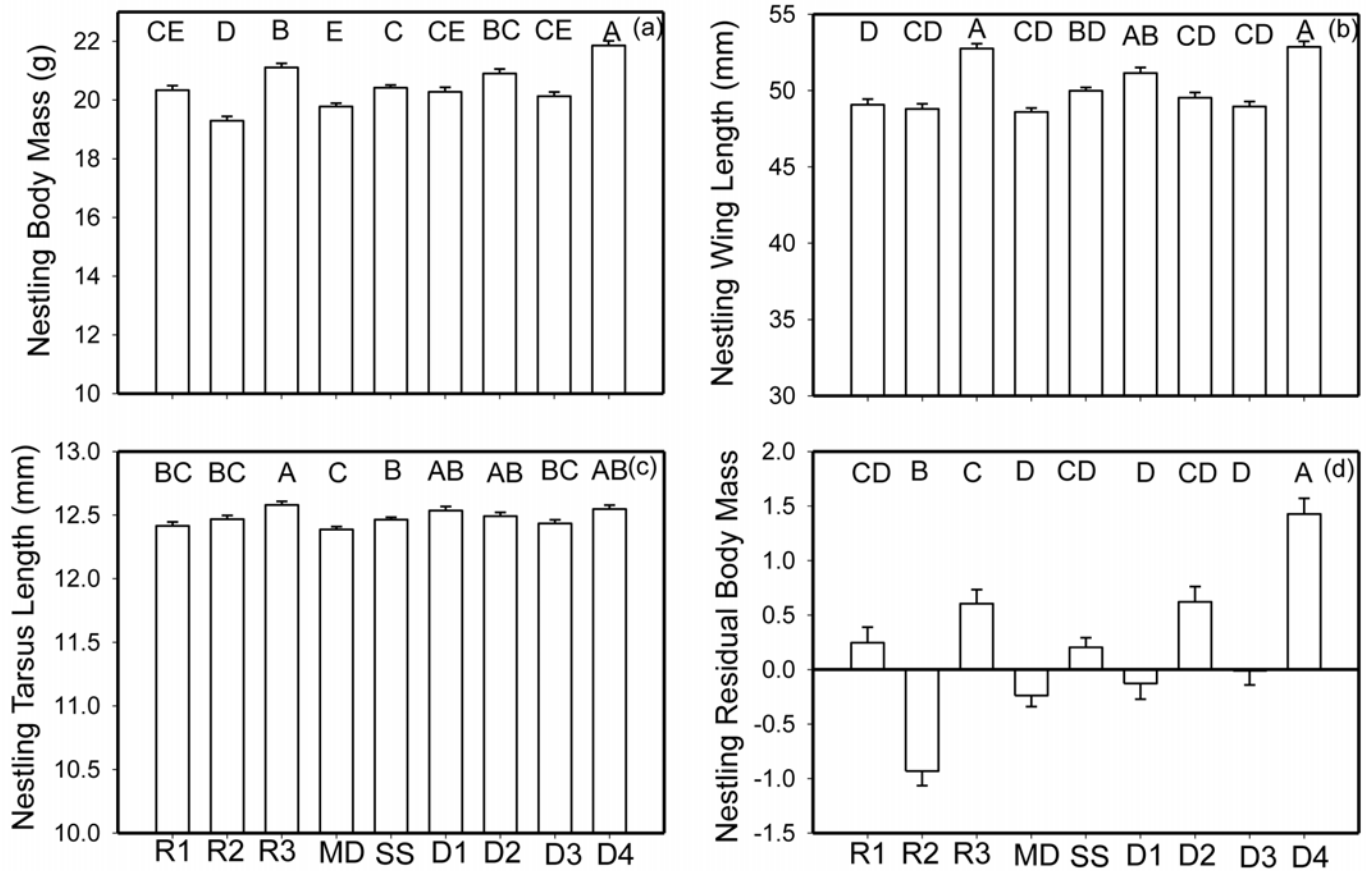 CE D B E C CE BC CE A (a)
22
20
18
16
14
12
10
Nestling Body Mass (g)
D CD A CD BD AB CD CD A (b)
55
50
45
40
35
30
Nestling Wing Length (mm)
BC BC A C B AB AB BC AB (c)
13.0
12.5
12.0
11.5
11.0
10.5
10.0
Nestling Tarsus Length (mm)
R1 R2 R3 MD SS D1 D2 D3 D4
CD B C D CD D CD D A (d)
2.0
1.5
1.0
0.5
0.0
-0.5
-1.0
-1.5
Nestling Residual Body Mass
R1 R2 R3 MD SS D1 D2 D3 D4